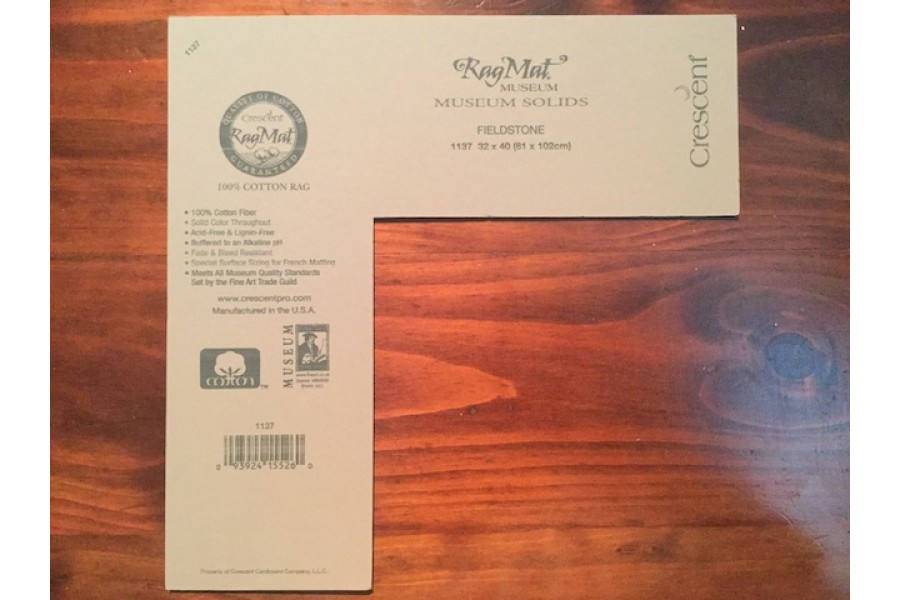 1137
RagMat
MUSEUM
MUSEUM SOLIDS
FIELDSTONE
1137 32 x 40 (81 x 102cm)
Crescent
QUALITY OF COTTON
Crescent
RagMat
GUARANTEED
100% COTTON RAG
• 100% Cotton Fiber
• Solid Color Throughout
• Acid-Free & Lignin-Free
• Buffered to an Alkaline pH
• Fade & Bleed Resistant
• Special Surface Sizing for French Matting
• Meets All Museum Quality Standards
Set by the Fine Art Trade Guild
www.crescentpro.com
Manufactured in the U.S.A.
COTTON™
MUSEUM
1137
0 93924 15526 0
Property of Crescent Cardboard Company, L.L.C.